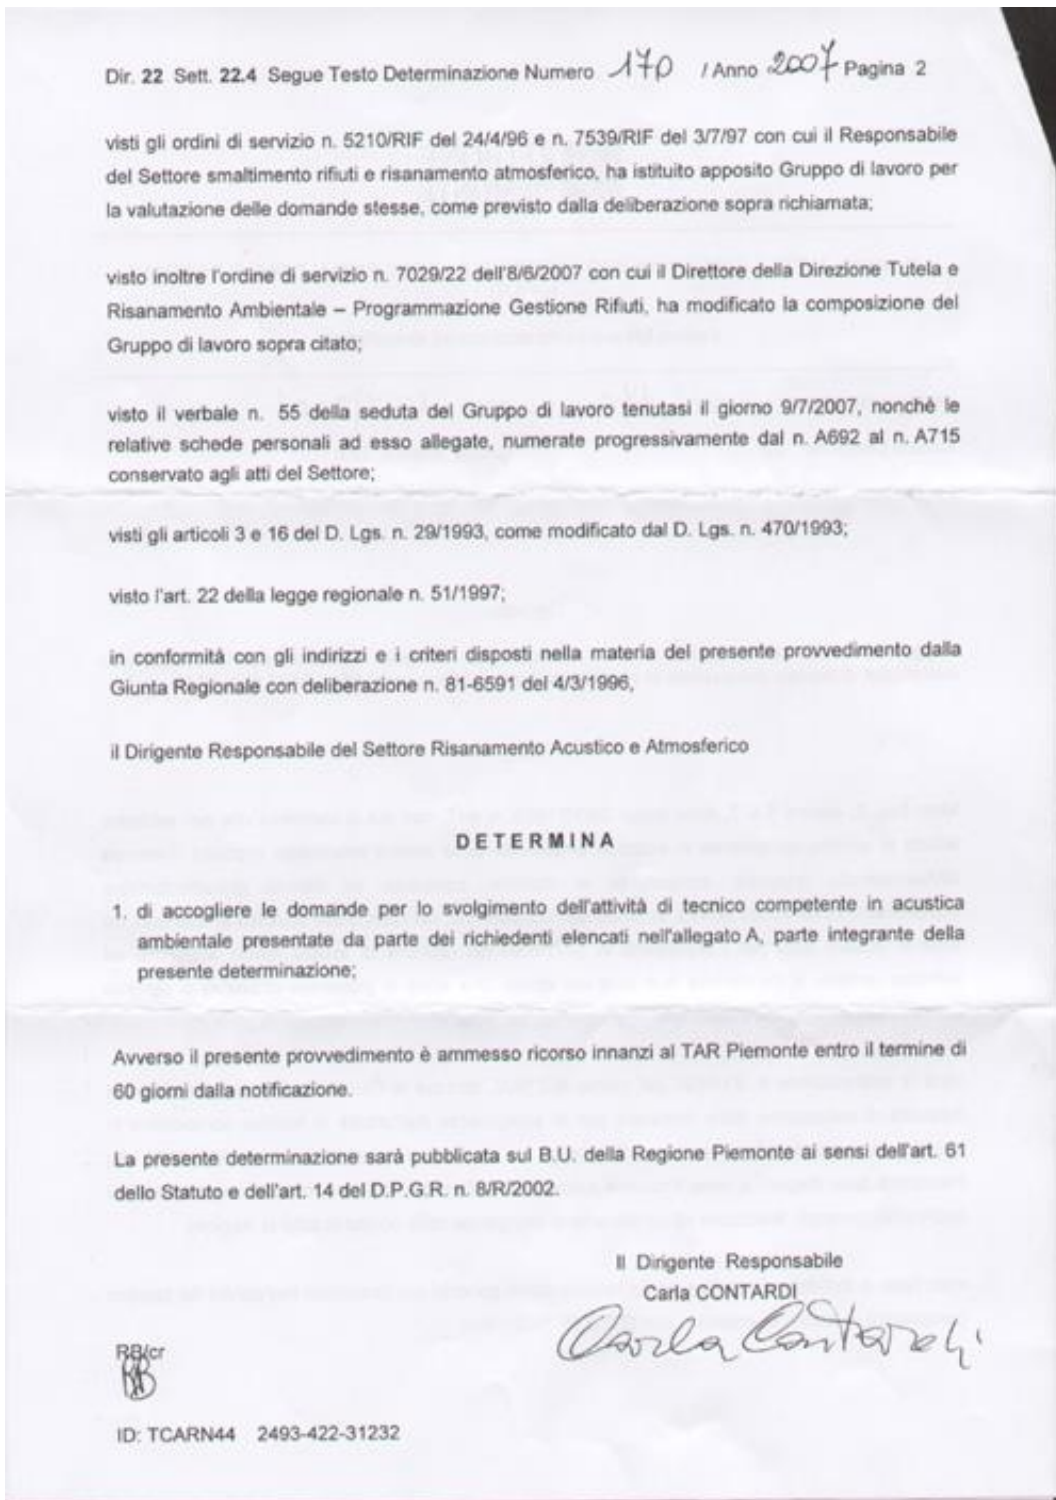 Dir. 22 Sett. 22.4 Segue Testo Determinazione Numero 170 / Anno 2007 Pagina 2
visti gli ordini di servizio n. 5210/RIF del 24/4/96 e n. 7539/RIF del 3/7/97 con cui il Responsabile
del Settore smaltimento rifiuti e risanamento atmosferico, ha istituito apposito Gruppo di lavoro per
la valutazione delle domande stesse, come previsto dalla deliberazione sopra richiamata;
visto inoltre l'ordine di servizio n. 7029/22 dell'8/6/2007 con cui il Direttore della Direzione Tutela e
Risanamento Ambientale – Programmazione Gestione Rifiuti, ha modificato la composizione del
Gruppo di lavoro sopra citato;
visto il verbale n. 55 della seduta del Gruppo di lavoro tenutasi il giorno 9/7/2007, nonchè le
relative schede personali ad esso allegate, numerate progressivamente dal n. A692 al n. A715
conservato agli atti del Settore;
visti gli articoli 3 e 16 del D. Lgs. n. 29/1993, come modificato dal D. Lgs. n. 470/1993;
visto l'art. 22 della legge regionale n. 51/1997;
in conformità con gli indirizzi e i criteri disposti nella materia del presente provvedimento dalla
Giunta Regionale con deliberazione n. 81-6591 del 4/3/1996,
il Dirigente Responsabile del Settore Risanamento Acustico e Atmosferico
DETERMINA
1. di accogliere le domande per lo svolgimento dell'attività di tecnico competente in acustica
ambientale presentate da parte dei richiedenti elencati nell'allegato A, parte integrante della
presente determinazione;
Avverso il presente provvedimento è ammesso ricorso innanzi al TAR Piemonte entro il termine di
60 giorni dalla notificazione.
La presente determinazione sarà pubblicata sul B.U. della Regione Piemonte ai sensi dell'art. 61
dello Statuto e dell'art. 14 del D.P.G.R. n. 8/R/2002.
Il Dirigente Responsabile
Carla CONTARDI
Carla Contardi
RB/cr
ID: TCARN44 2493-422-31232